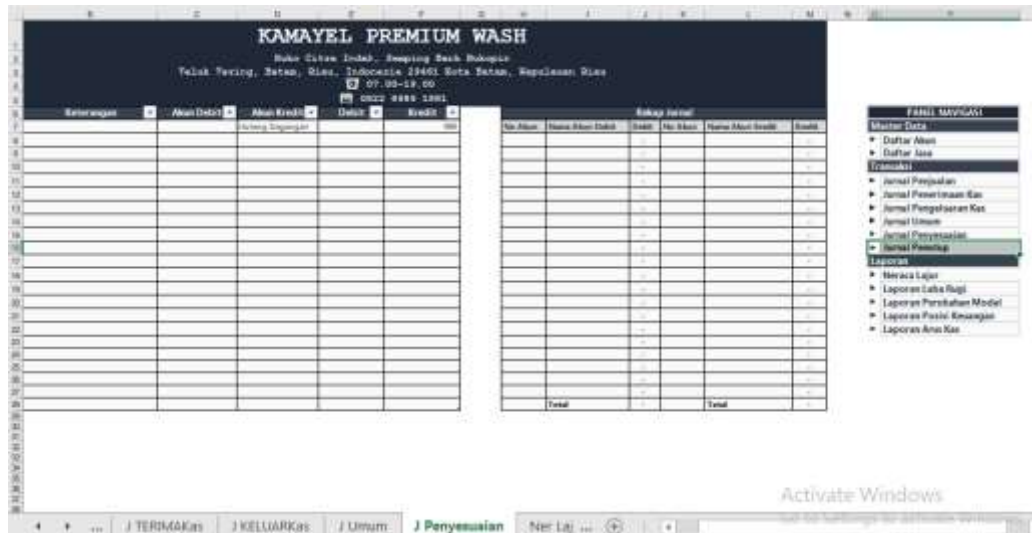 KAMAYEL PREMIUM WASH
Ruko Citra Indah, Samping Bank Bukopin
Teluk Tering, Batam, Riau, Indonesia 29461 Kota Batam, Kepulauan Riau
07.00-19.00
0822
Keterangan Akun Debit Akun Kredit Debit Kredit
Rekap Jurnal
No Akun Nama Akun Debit Debit No Akun Nama Akun Kredit Kredit
Total Total
PANEL NAVIGASI
Master Data
Daftar Akun
Daftar Jasa
Transaksi
Jurnal Penjualan
Jurnal Penerimaan Kas
Jurnal Pengeluaran Kas
Jurnal Umum
Jurnal Penyesuaian
Jurnal Penutup
Laporan
Neraca Lajur
Laporan Laba Rugi
Laporan Perubahan Modal
Laporan Posisi Keuangan
Laporan Arus Kas
Activate Windows
... J TERIMAKas J KELUARKas J Umum J Penyesuaian Ner Laj ...